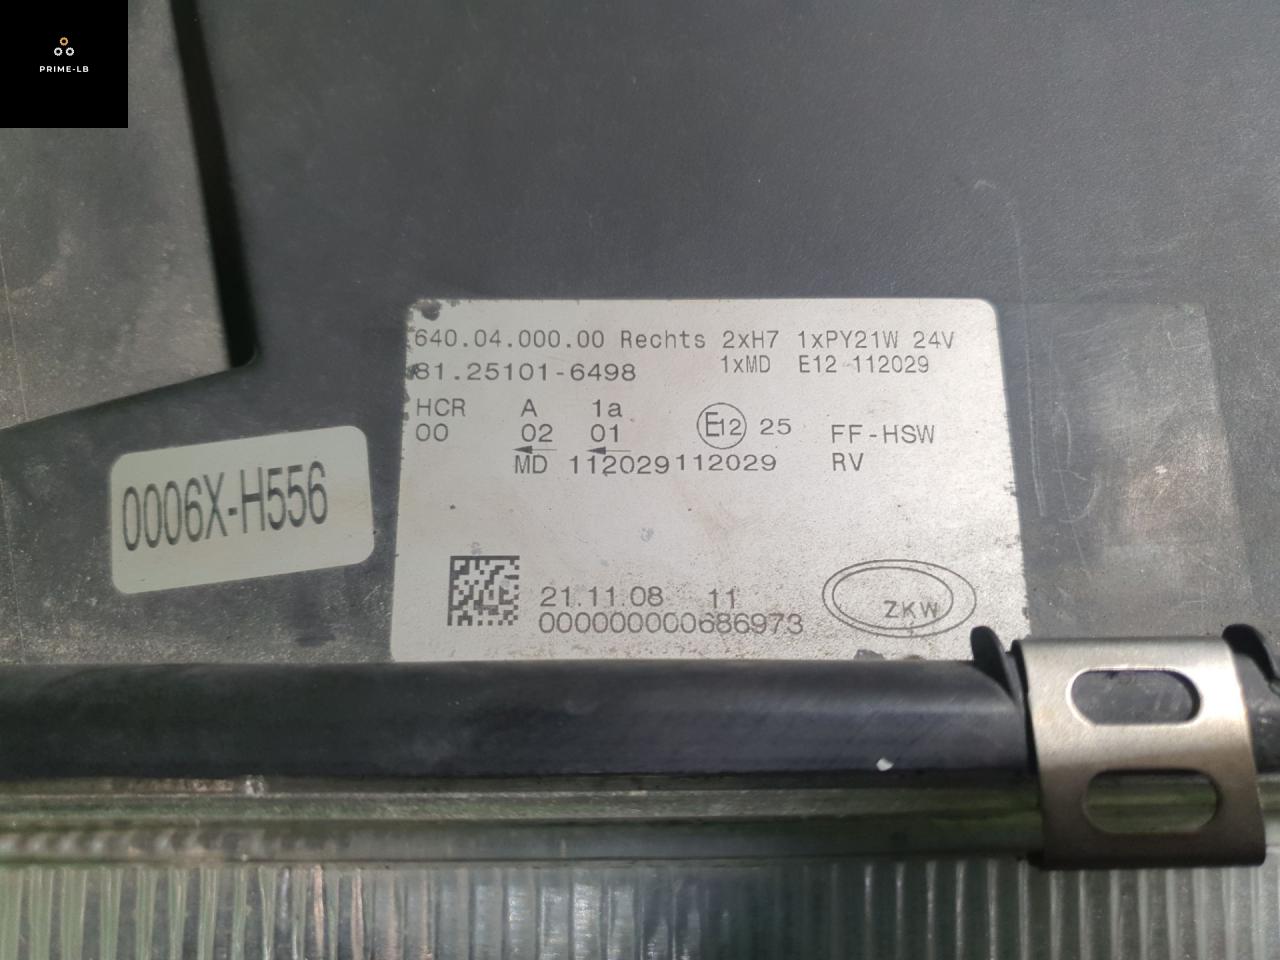 PRIME-LB
640.04.000.00 Rechts 2xH7 1xPY21W 24V
81.25101-6498 1xMD E12 112029
HCR A 1a
00 02 01 E12 25 FF-HSW
MD 112029112029 RV
0006X-H556
21.11.08 11
000000000686973
ZKW